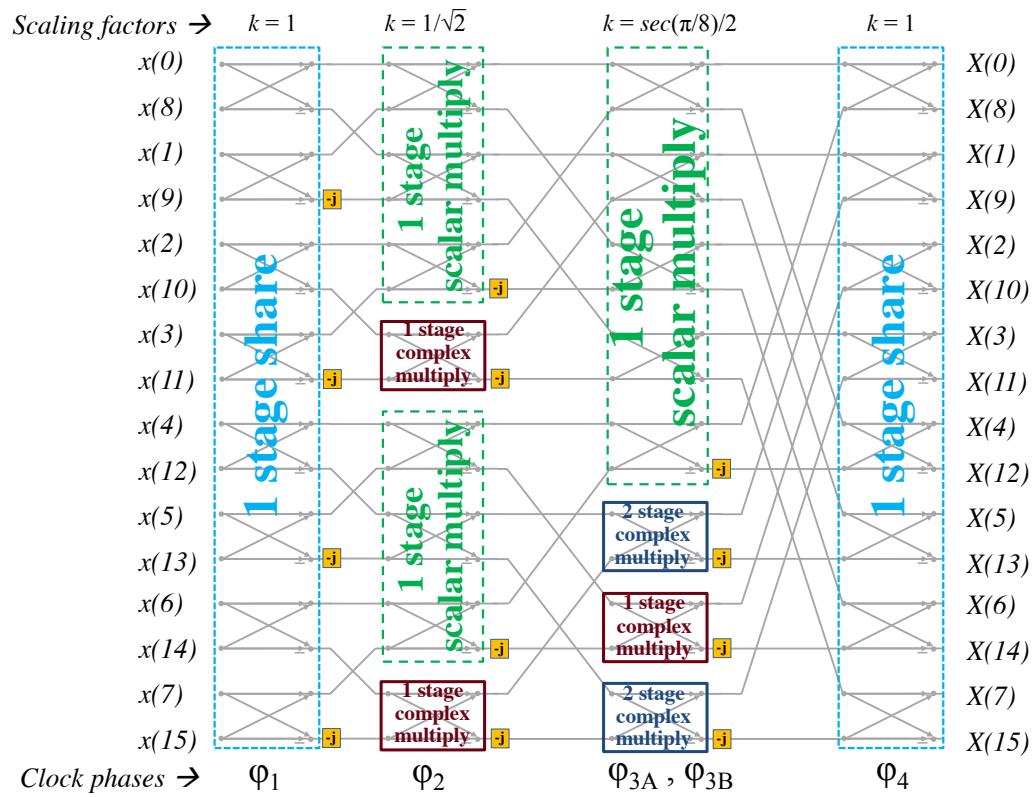 Scaling factors → k = 1 k = 1/√2 k = sec(π/8)/2 k = 1
x(0) X(0)
x(8) X(8)
x(1) X(1)
x(9) -j X(9)
x(2) X(2)
x(10) -j X(10)
x(3) X(3)
x(11) -j -j X(11)
x(4) X(4)
x(12) -j X(12)
x(5) X(5)
x(13) -j -j X(13)
x(6) X(6)
x(14) -j -j X(14)
x(7) X(7)
x(15) -j -j -j X(15)
1 stage share
1 stage
scalar multiply
1 stage
complex
multiply
1 stage
scalar multiply
1 stage
complex
multiply
1 stage
scalar multiply
2 stage
complex
multiply
1 stage
complex
multiply
2 stage
complex
multiply
1 stage share
Clock phases → φ1 φ2 φ3A , φ3B φ4